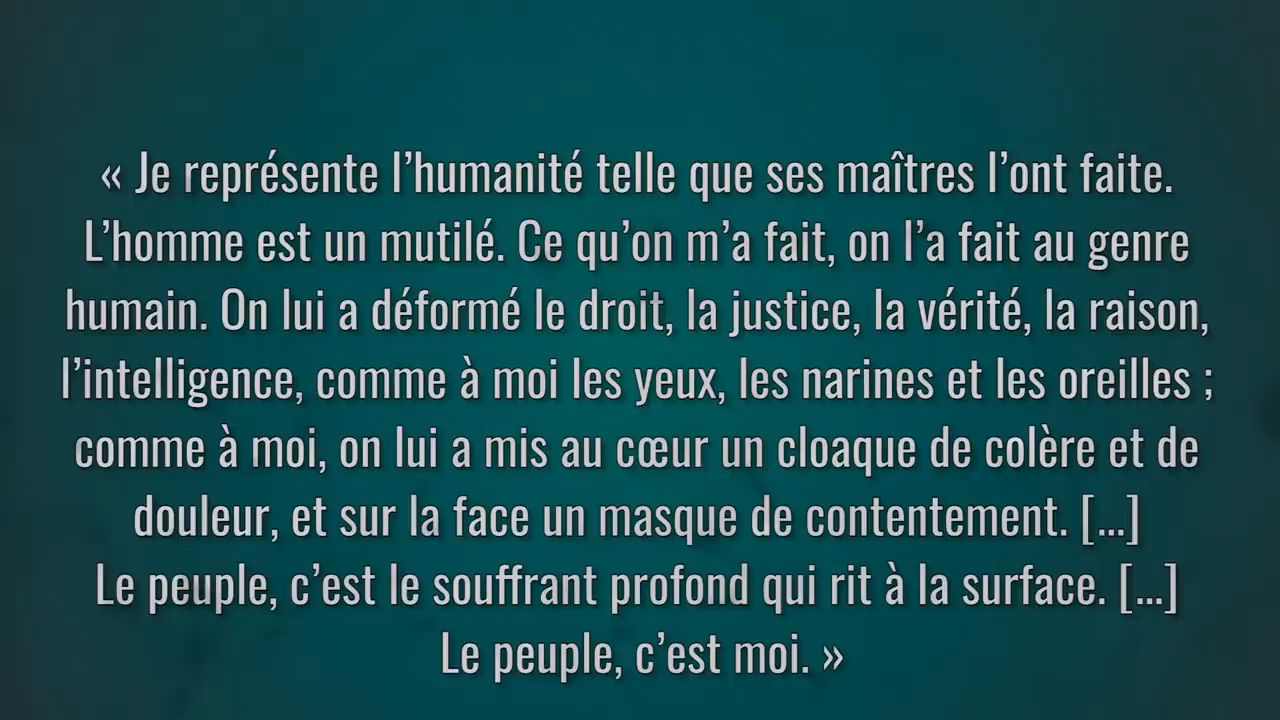 « Je représente l’humanité telle que ses maîtres l’ont faite.
L’homme est un mutilé. Ce qu’on m’a fait, on l’a fait au genre
humain. On lui a déformé le droit, la justice, la vérité, la raison,
l’intelligence, comme à moi les yeux, les narines et les oreilles ;
comme à moi, on lui a mis au cœur un cloaque de colère et de
douleur, et sur la face un masque de contentement. [...]
Le peuple, c’est le souffrant profond qui rit à la surface. [...]
Le peuple, c’est moi. »